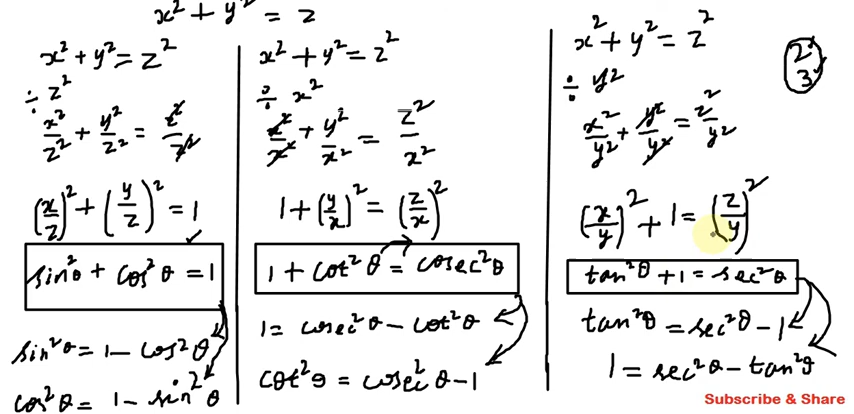 x² + y² = z
x² + y² = z²
÷ z²
x²/z² + y²/z² = z²/z²
(x/z)² + (y/z)² = 1
sin²θ + cos²θ = 1
sin²θ = 1 − cos²θ
cos²θ = 1 − sin²θ
x² + y² = z²
÷ x²
x²/x² + y²/x² = z²/x²
1 + (y/x)² = (z/x)²
1 + cot²θ = cosec²θ
1 = cosec²θ − cot²θ
cot²θ = cosec²θ − 1
x² + y² = z²
÷ y²
x²/y² + y²/y² = z²/y²
(x/y)² + 1 = (z/y)²
tan²θ + 1 = sec²θ
tan²θ = sec²θ − 1
1 = sec²θ − tan²θ
2
3
Subscribe & Share